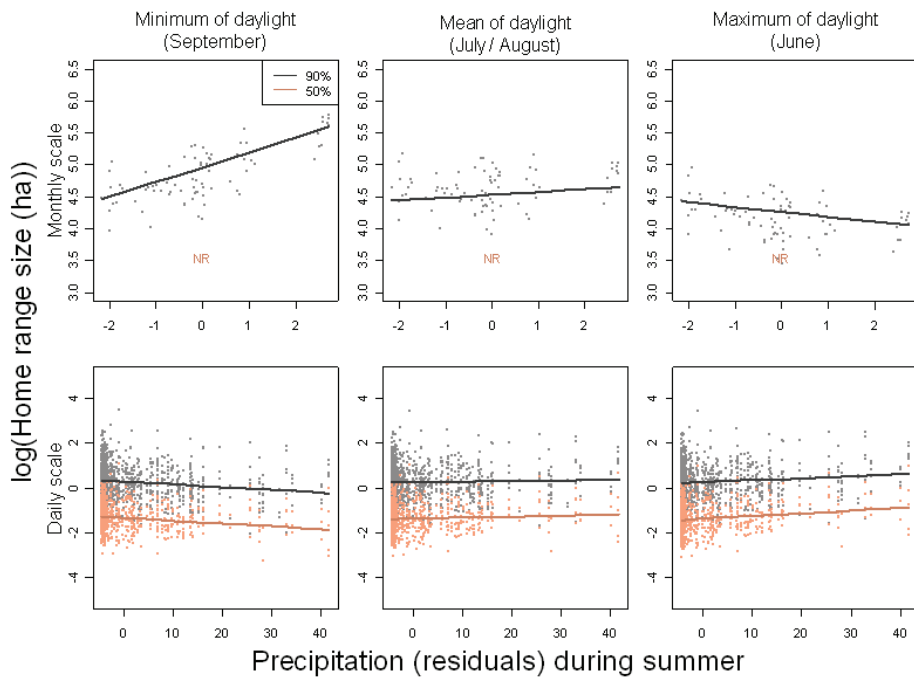 Minimum of daylight
(September)
Mean of daylight
(July / August)
Maximum of daylight
(June)
log(Home range size (ha))
Monthly scale
6.5
6.0
5.5
5.0
4.5
4.0
3.5
3.0
90%
50%
NR
-2 -1 0 1 2
6.5
6.0
5.5
5.0
4.5
4.0
3.5
3.0
NR
-2 -1 0 1 2
6.5
6.0
5.5
5.0
4.5
4.0
3.5
3.0
NR
-2 -1 0 1 2
Daily scale
4
2
0
-2
-4
0 10 20 30 40
4
2
0
-2
-4
0 10 20 30 40
4
2
0
-2
-4
0 10 20 30 40
Precipitation (residuals) during summer